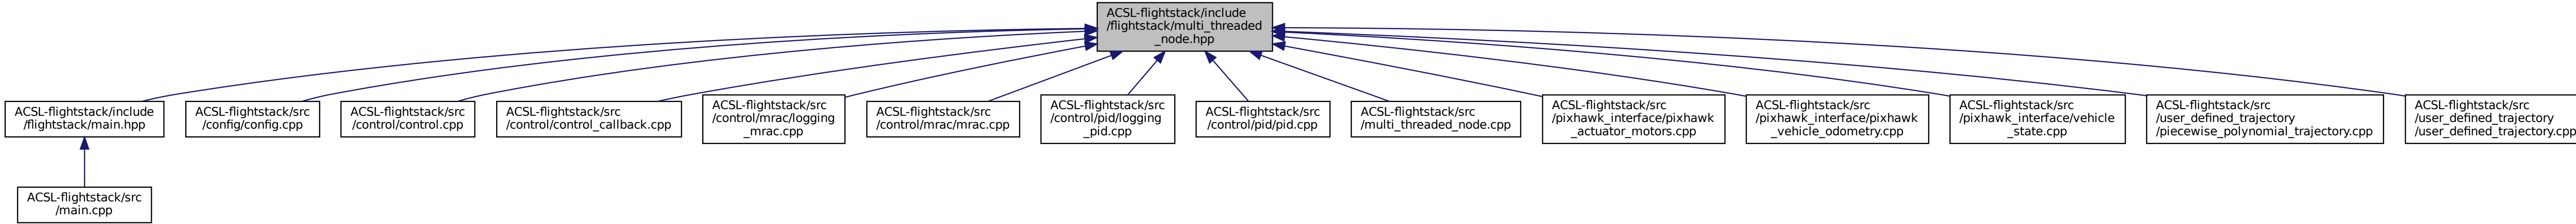 ACSL-flightstack/include
/flightstack/multi_threaded
_node.hpp
ACSL-flightstack/include
/flightstack/main.hpp
ACSL-flightstack/src
/config/config.cpp
ACSL-flightstack/src
/control/control.cpp
ACSL-flightstack/src
/control/control_callback.cpp
ACSL-flightstack/src
/control/mrac/logging
_mrac.cpp
ACSL-flightstack/src
/control/mrac/mrac.cpp
ACSL-flightstack/src
/control/pid/logging
_pid.cpp
ACSL-flightstack/src
/control/pid/pid.cpp
ACSL-flightstack/src
/multi_threaded_node.cpp
ACSL-flightstack/src
/pixhawk_interface/pixhawk
_actuator_motors.cpp
ACSL-flightstack/src
/pixhawk_interface/pixhawk
_vehicle_odometry.cpp
ACSL-flightstack/src
/pixhawk_interface/vehicle
_state.cpp
ACSL-flightstack/src
/user_defined_trajectory
/piecewise_polynomial_trajectory.cpp
ACSL-flightstack/src
/user_defined_trajectory
/user_defined_trajectory.cpp
ACSL-flightstack/src
/main.cpp